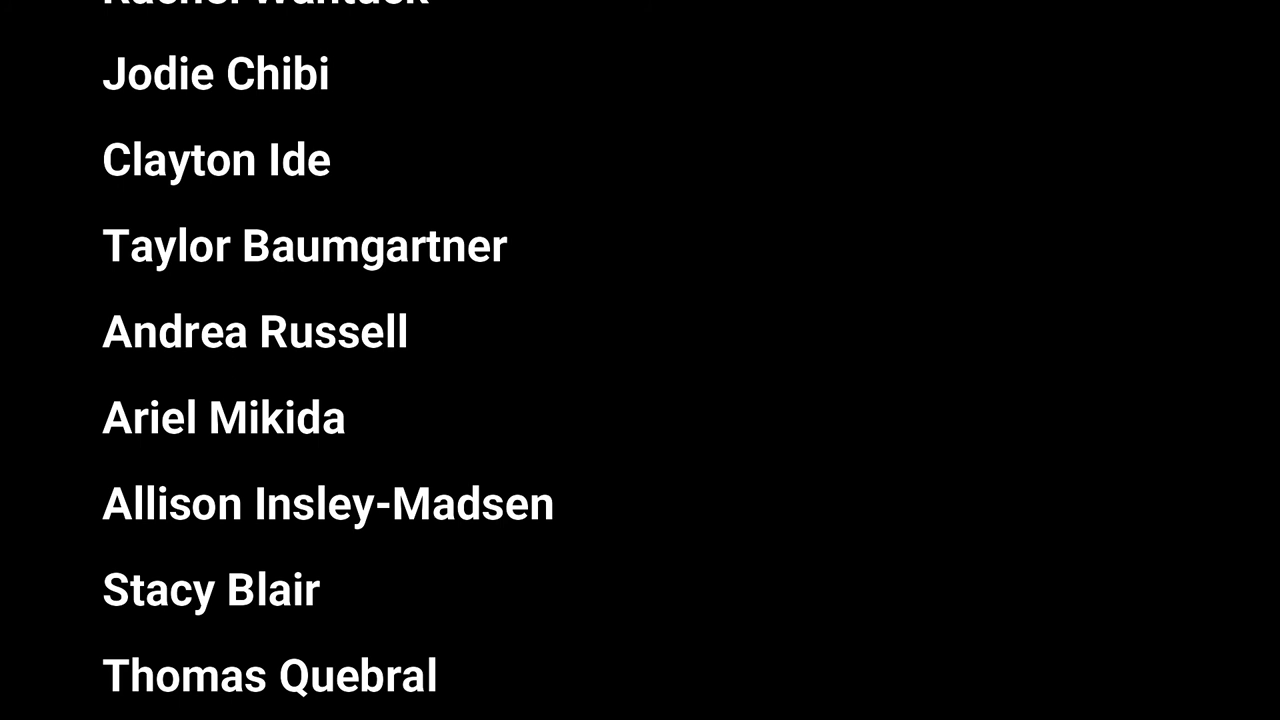 Jodie Chibi
Clayton Ide
Taylor Baumgartner
Andrea Russell
Ariel Mikida
Allison Insley-Madsen
Stacy Blair
Thomas Quebral